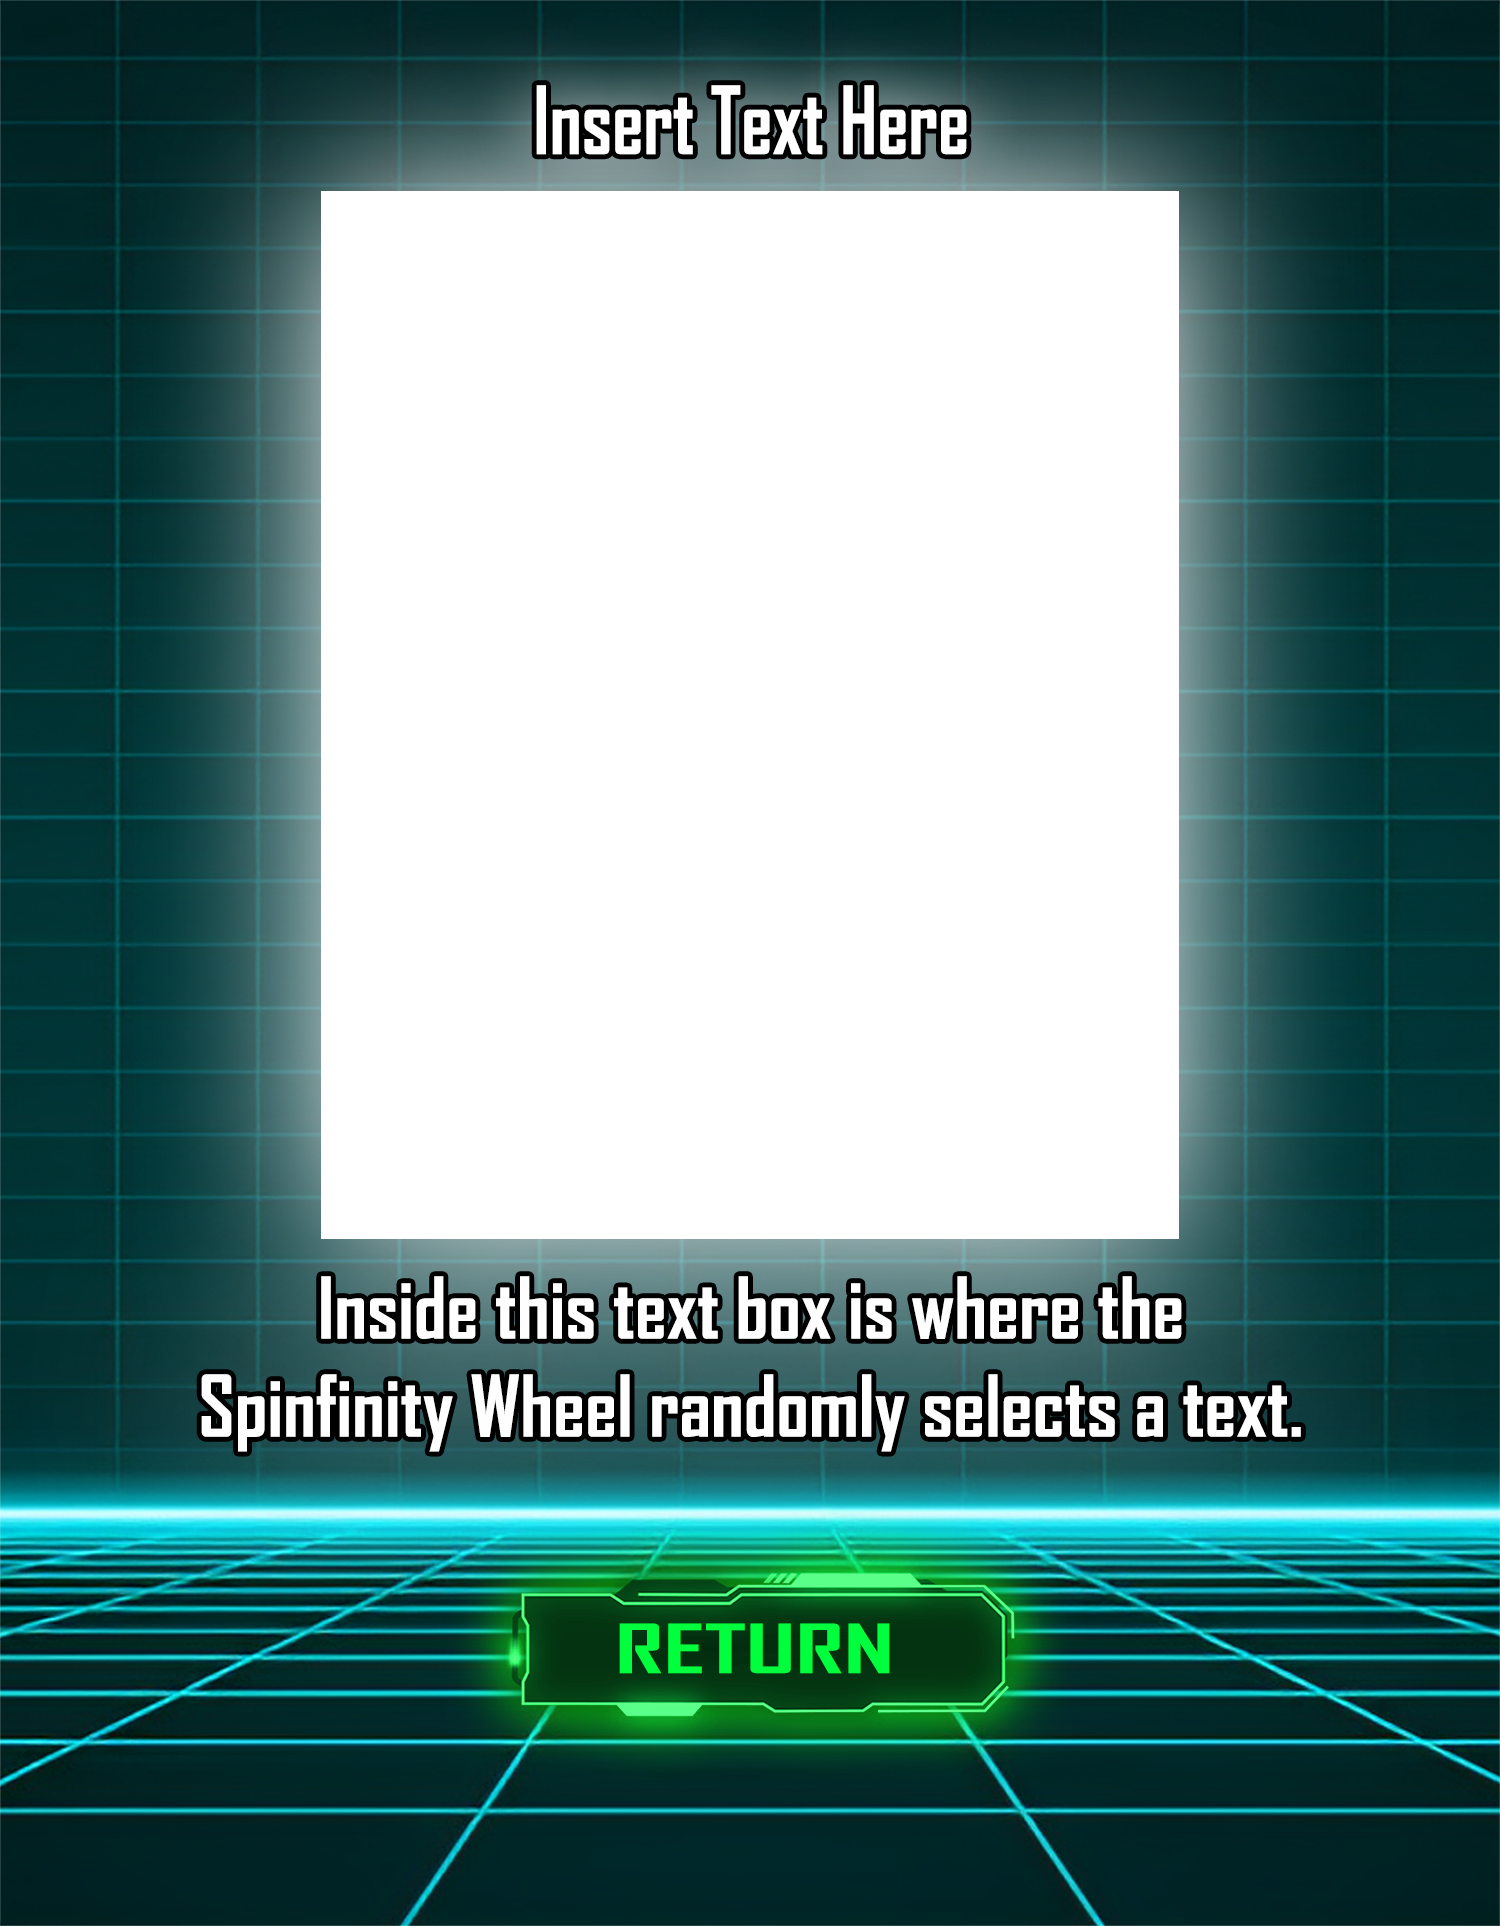 Insert Text Here
Inside this text box is where the
Spinfinity Wheel randomly selects a text.
RETURN